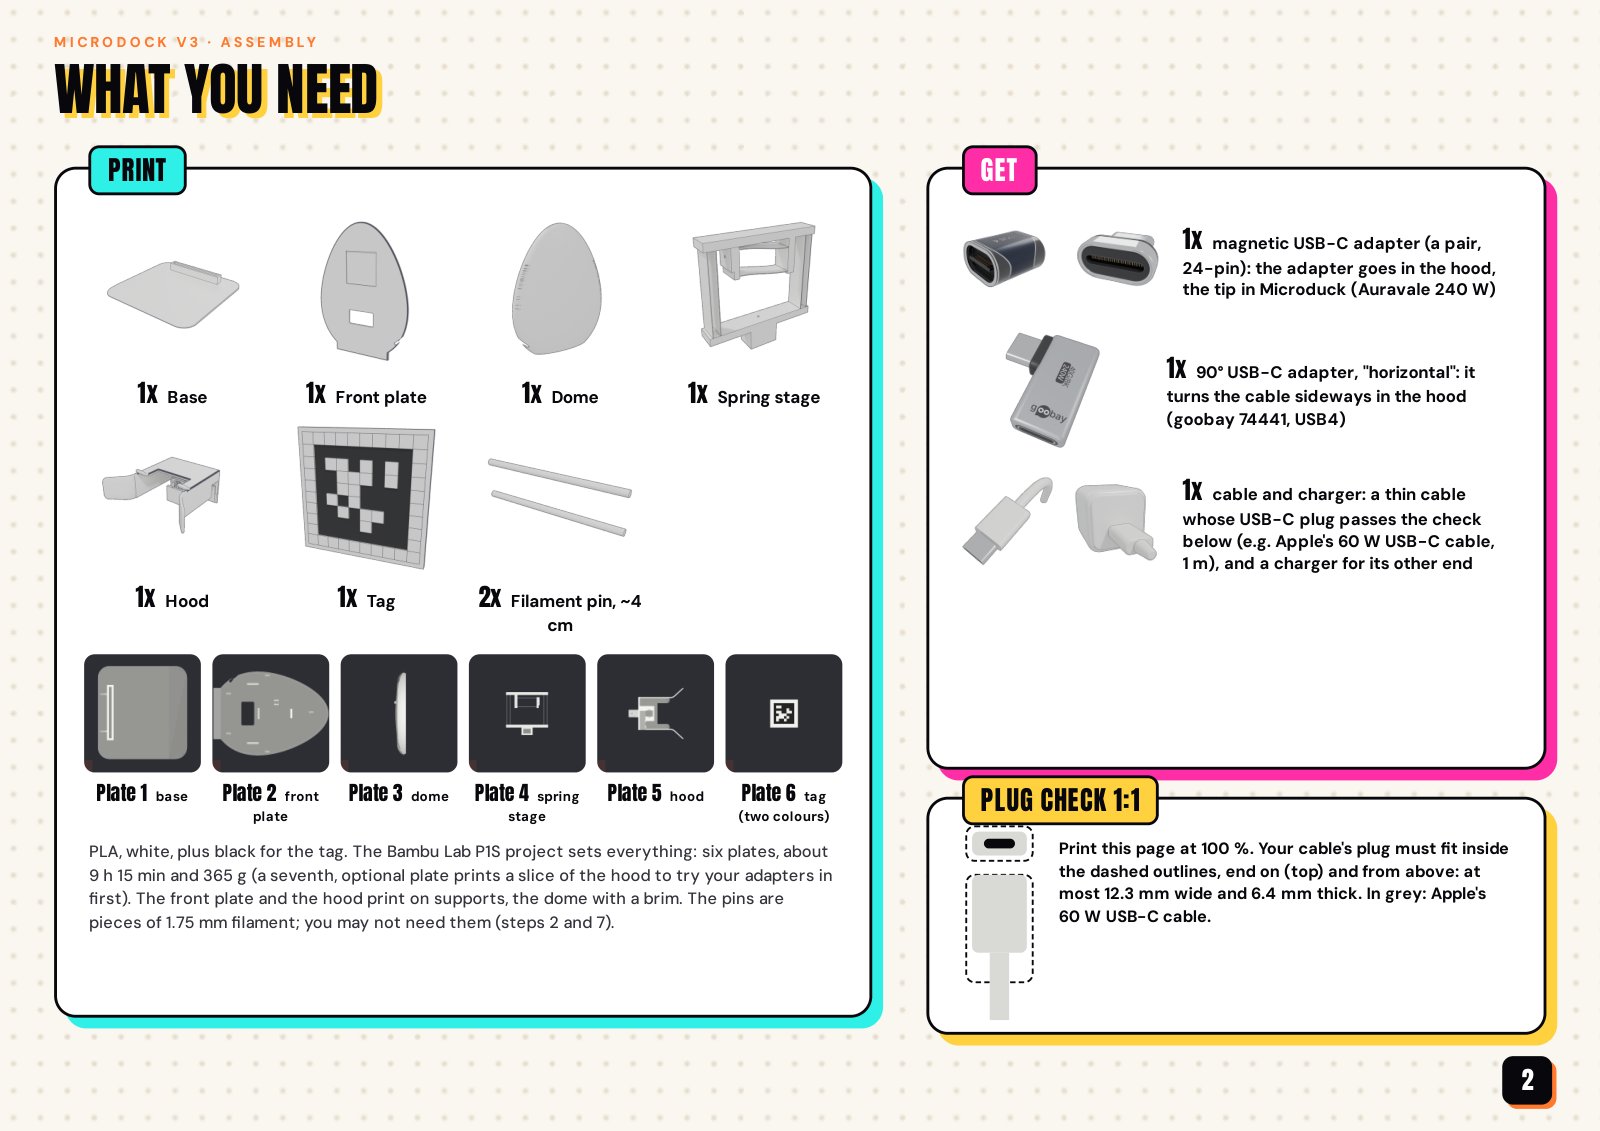 MICRODOCK V3 · ASSEMBLY
WHAT YOU NEED
PRINT
1x Base
1x Front plate
1x Dome
1x Spring stage
1x Hood
1x Tag
2x Filament pin, ~4
cm
Plate 1 base
Plate 2 front
plate
Plate 3 dome
Plate 4 spring
stage
Plate 5 hood
Plate 6 tag
(two colours)
PLA, white, plus black for the tag. The Bambu Lab P1S project sets everything: six plates, about
9 h 15 min and 365 g (a seventh, optional plate prints a slice of the hood to try your adapters in
first). The front plate and the hood print on supports, the dome with a brim. The pins are
pieces of 1.75 mm filament; you may not need them (steps 2 and 7).
GET
1x magnetic USB-C adapter (a pair,
24-pin): the adapter goes in the hood,
the tip in Microduck (Auravale 240 W)
goobay
1x 90° USB-C adapter, "horizontal": it
turns the cable sideways in the hood
(goobay 74441, USB4)
1x cable and charger: a thin cable
whose USB-C plug passes the check
below (e.g. Apple's 60 W USB-C cable,
1 m), and a charger for its other end
PLUG CHECK 1:1
Print this page at 100 %. Your cable's plug must fit inside
the dashed outlines, end on (top) and from above: at
most 12.3 mm wide and 6.4 mm thick. In grey: Apple's
60 W USB-C cable.
2